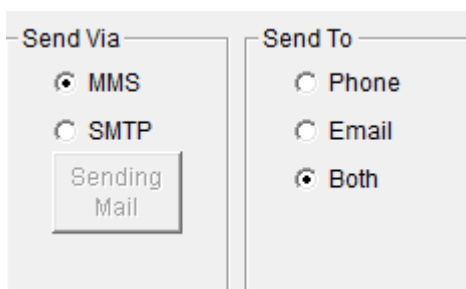 Send Via
MMS
SMTP
Sending
Mail
Send To
Phone
Email
Both